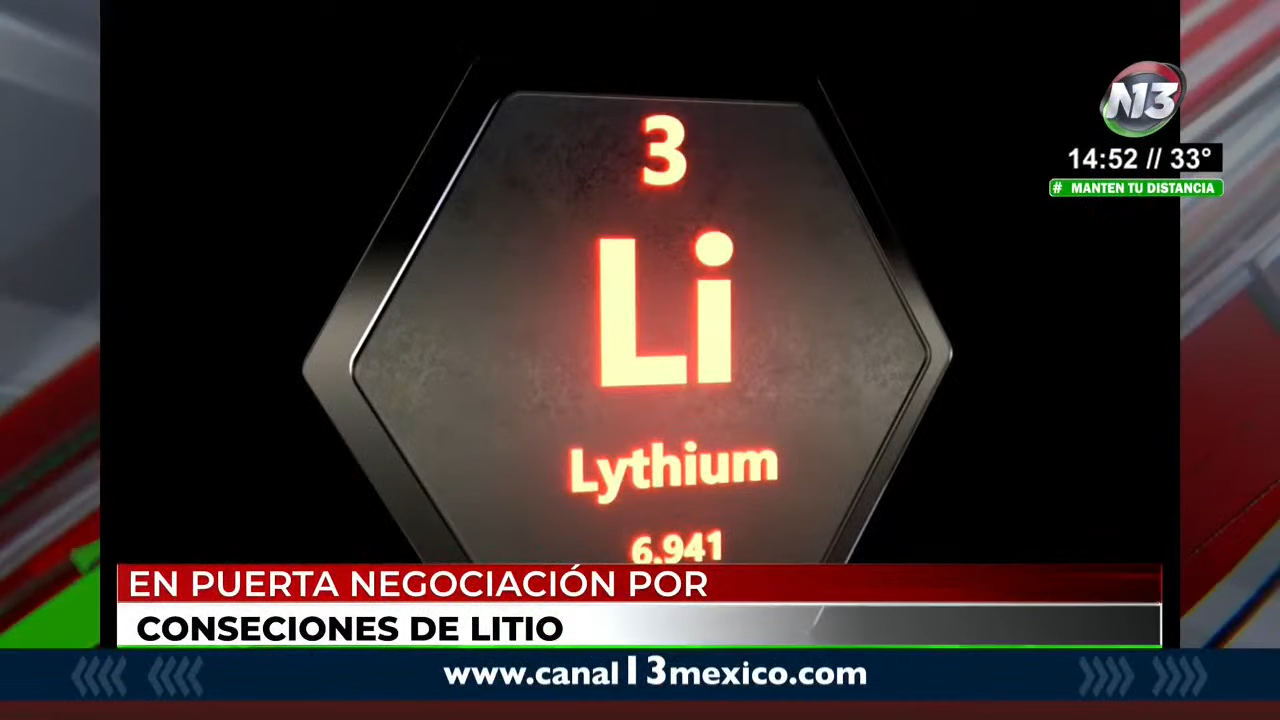 3
Li
Lythium
6,941
N13
14:52 // 33°
# MANTEN TU DISTANCIA
EN PUERTA NEGOCIACIÓN POR
CONSECIONES DE LITIO
www.canal13mexico.com